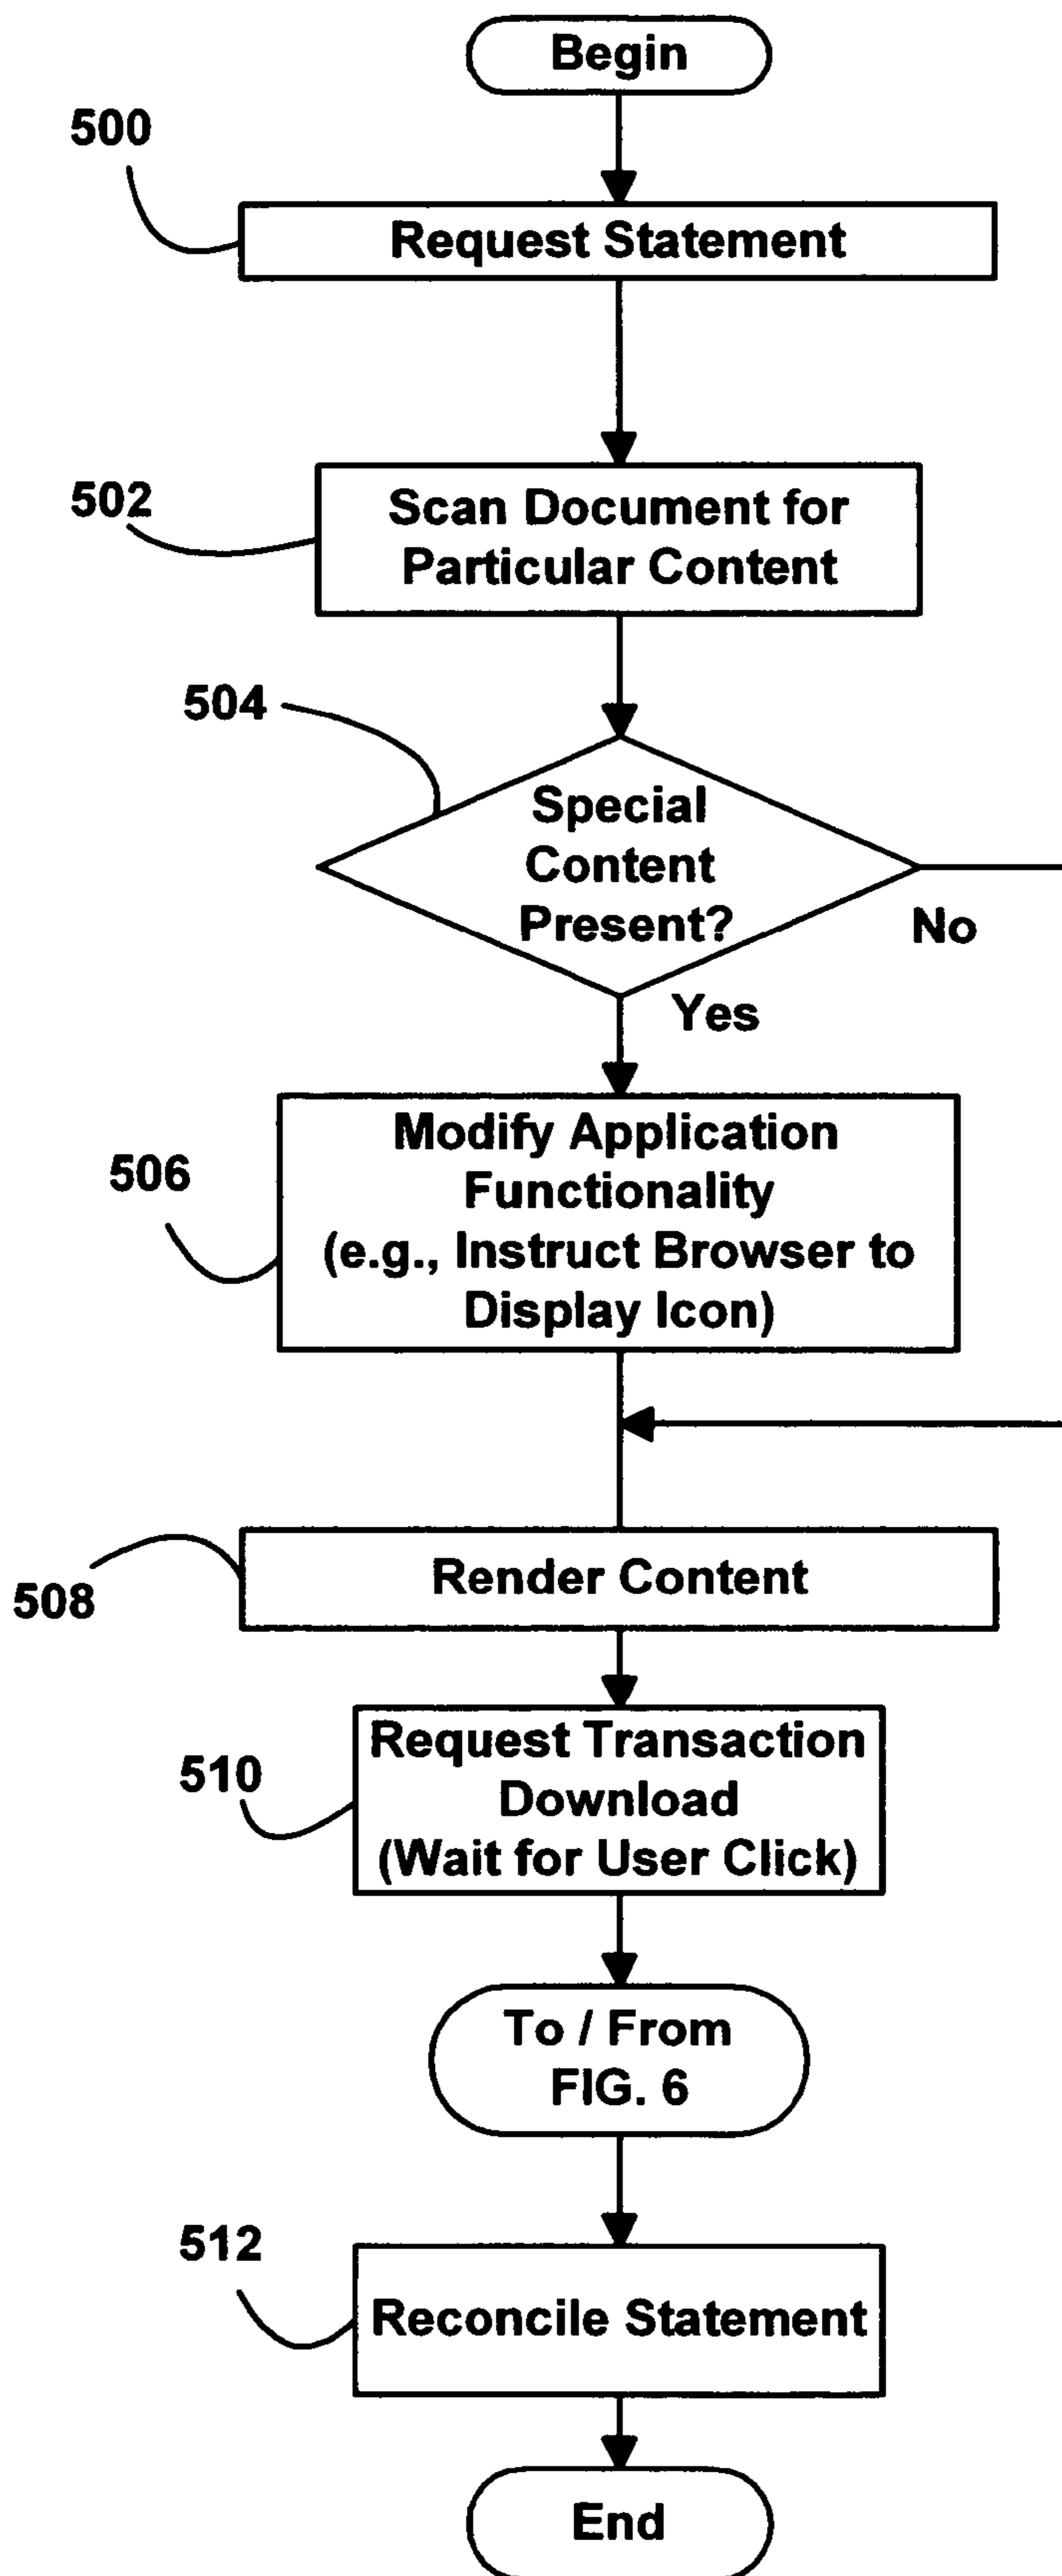 Begin
500
Request Statement
502
Scan Document for
Particular Content
504
Special
Content
Present?
No
Yes
506
Modify Application
Functionality
(e.g., Instruct Browser to
Display Icon)
508
Render Content
510
Request Transaction
Download
(Wait for User Click)
To / From
FIG. 6
512
Reconcile Statement
End